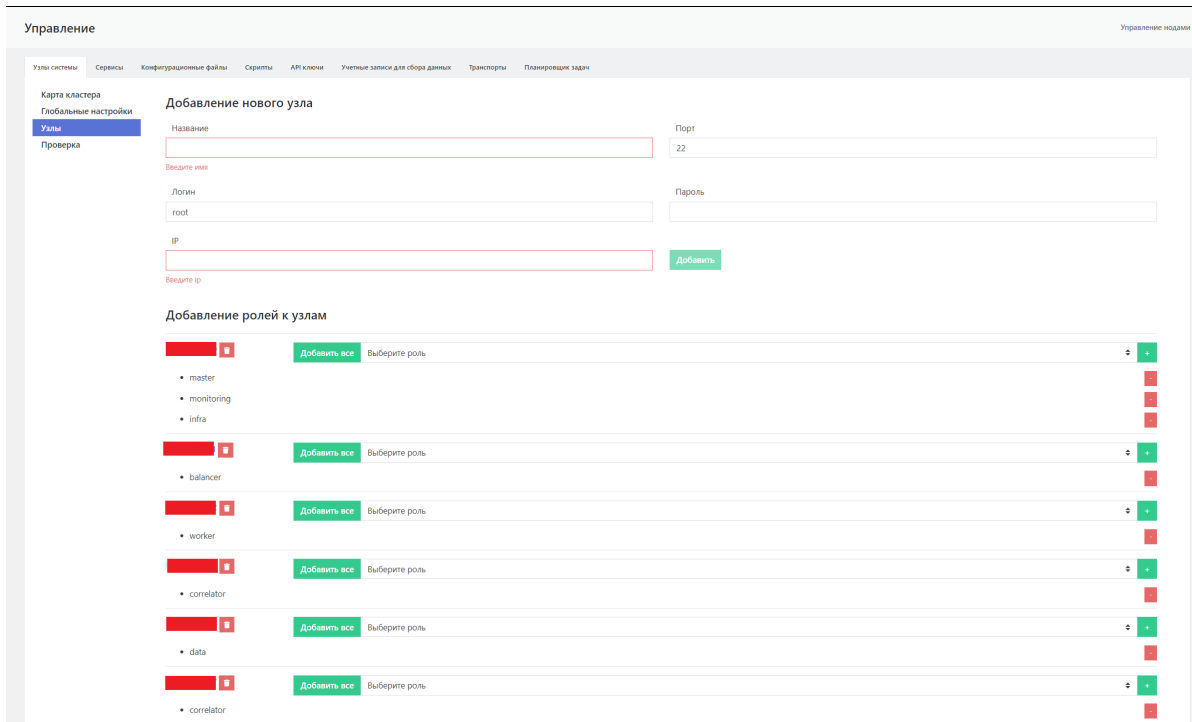 Управление
Управление нодами
Узлы системы Сервисы Конфигурационные файлы Скрипты API ключи Учетные записи для сбора данных Транспорты Планировщик задач
Карта кластера
Глобальные настройки
Узлы
Проверка
Добавление нового узла
Название Порт
22
Введите имя
Логин Пароль
root
IP
Добавить
Введите ip
Добавление ролей к узлам
Добавить все Выберите роль +
• master -
• monitoring -
• infra -
Добавить все Выберите роль +
• balancer -
Добавить все Выберите роль +
• worker -
Добавить все Выберите роль +
• correlator -
Добавить все Выберите роль +
• data -
Добавить все Выберите роль +
• correlator -